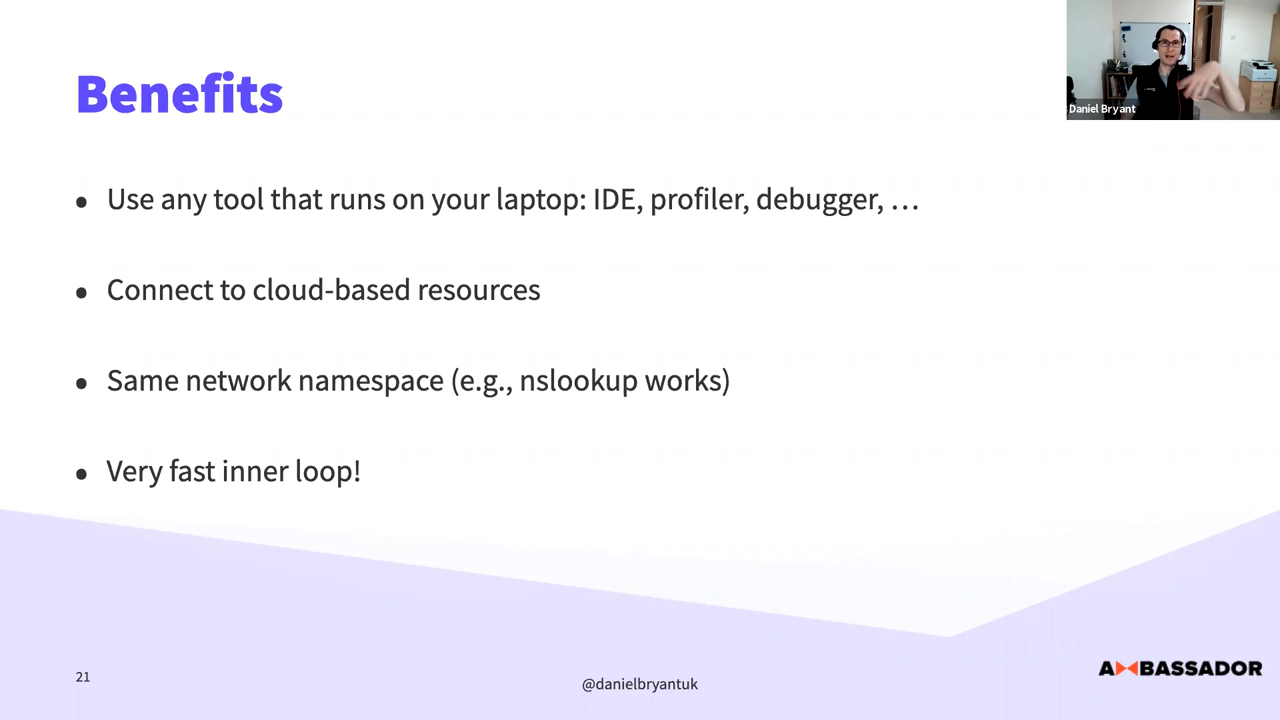 Benefits
Daniel Bryant
• Use any tool that runs on your laptop: IDE, profiler, debugger, …
• Connect to cloud-based resources
• Same network namespace (e.g., nslookup works)
• Very fast inner loop!
21
@danielbryantuk
AMBASSADOR